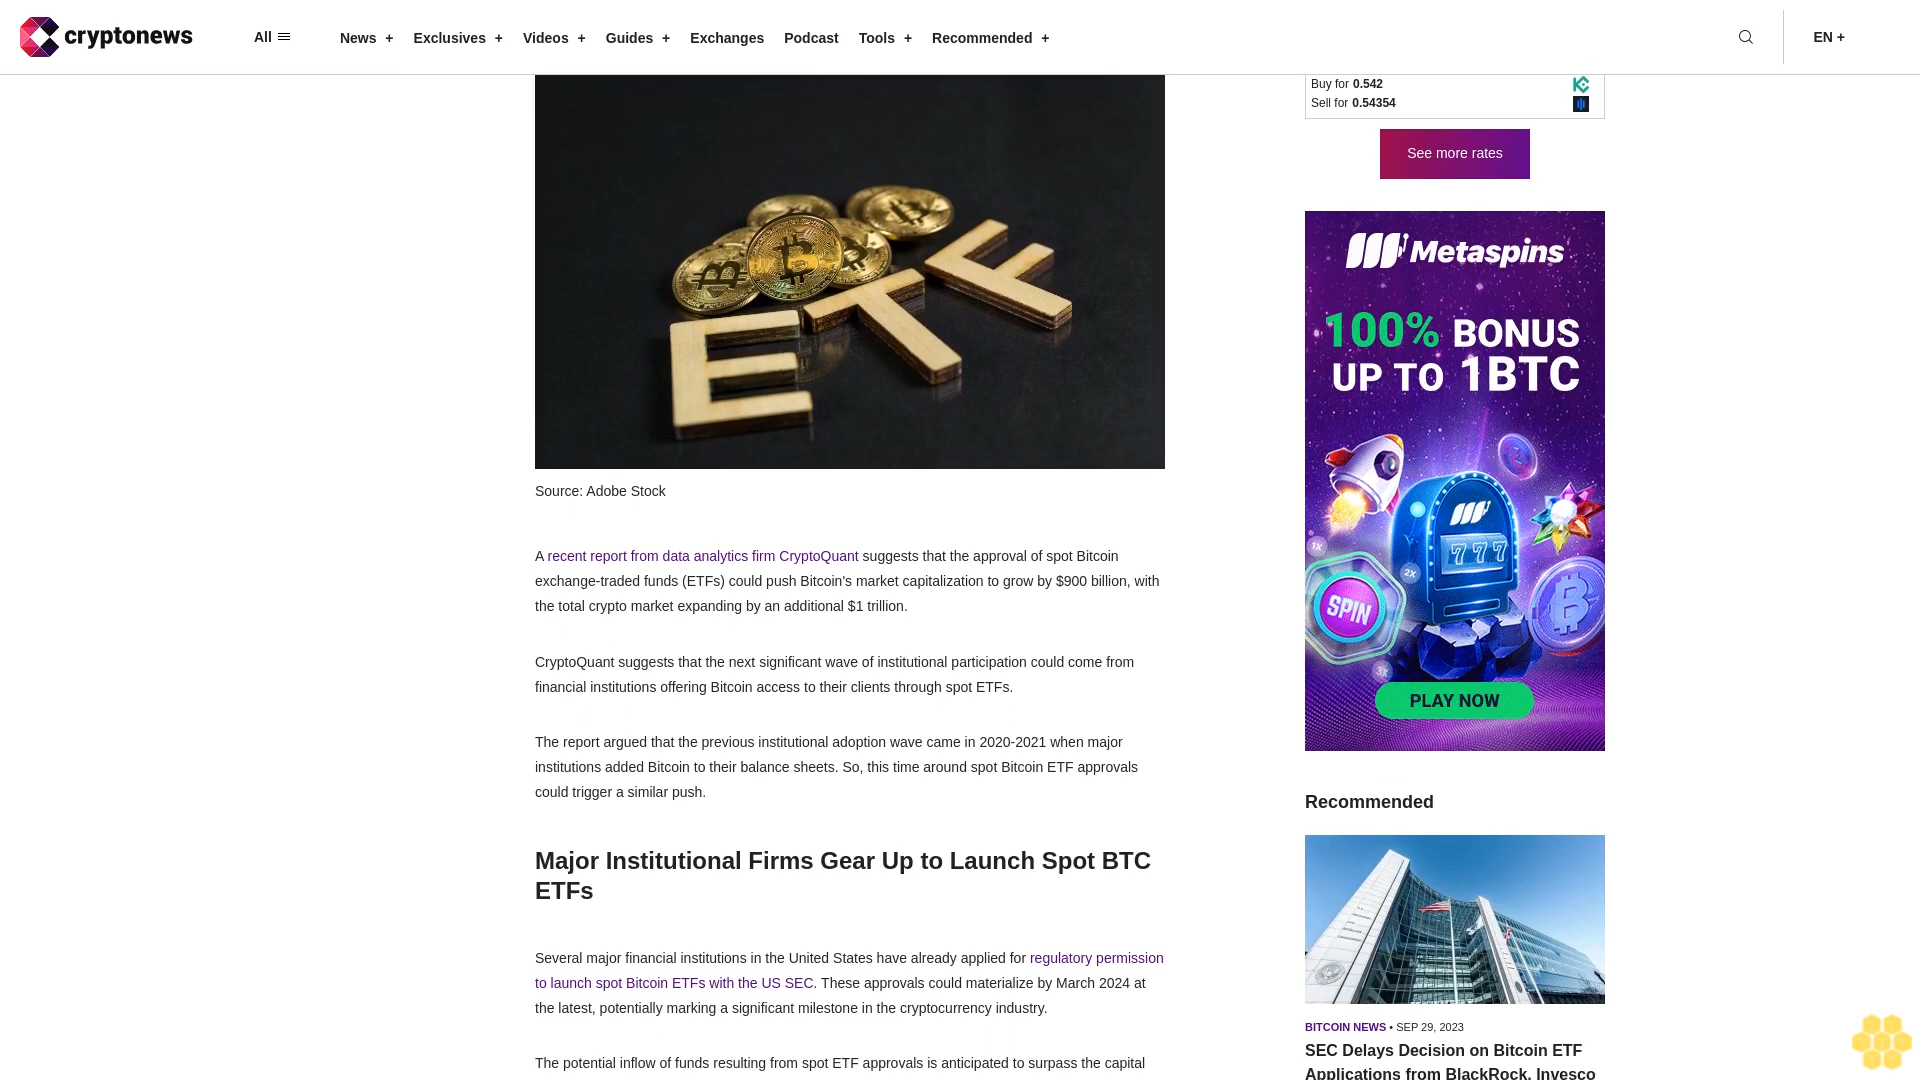 cryptonews
All
News +
Exclusives +
Videos +
Guides +
Exchanges
Podcast
Tools +
Recommended +
EN +
Buy for 0.542
Sell for 0.54354
See more rates
ETF
Source: Adobe Stock
A recent report from data analytics firm CryptoQuant suggests that the approval of spot Bitcoin
exchange-traded funds (ETFs) could push Bitcoin's market capitalization to grow by $900 billion, with
the total crypto market expanding by an additional $1 trillion.
CryptoQuant suggests that the next significant wave of institutional participation could come from
financial institutions offering Bitcoin access to their clients through spot ETFs.
The report argued that the previous institutional adoption wave came in 2020-2021 when major
institutions added Bitcoin to their balance sheets. So, this time around spot Bitcoin ETF approvals
could trigger a similar push.
Major Institutional Firms Gear Up to Launch Spot BTC
ETFs
Several major financial institutions in the United States have already applied for regulatory permission
to launch spot Bitcoin ETFs with the US SEC. These approvals could materialize by March 2024 at
the latest, potentially marking a significant milestone in the cryptocurrency industry.
The potential inflow of funds resulting from spot ETF approvals is anticipated to surpass the capital
Metaspins
100% BONUS
UP TO 1BTC
777
1X
2X
SPIN
3X
PLAY NOW
Recommended
BITCOIN NEWS • SEP 29, 2023
SEC Delays Decision on Bitcoin ETF
Applications from BlackRock, Invesco